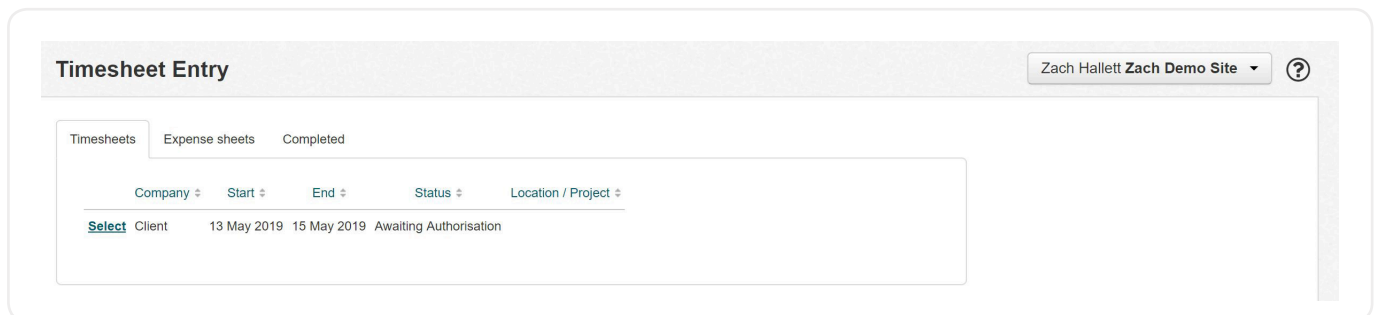 Timesheet Entry
Zach Hallett Zach Demo Site
Timesheets Expense sheets Completed
Company Start End Status Location / Project
Select Client 13 May 2019 15 May 2019 Awaiting Authorisation